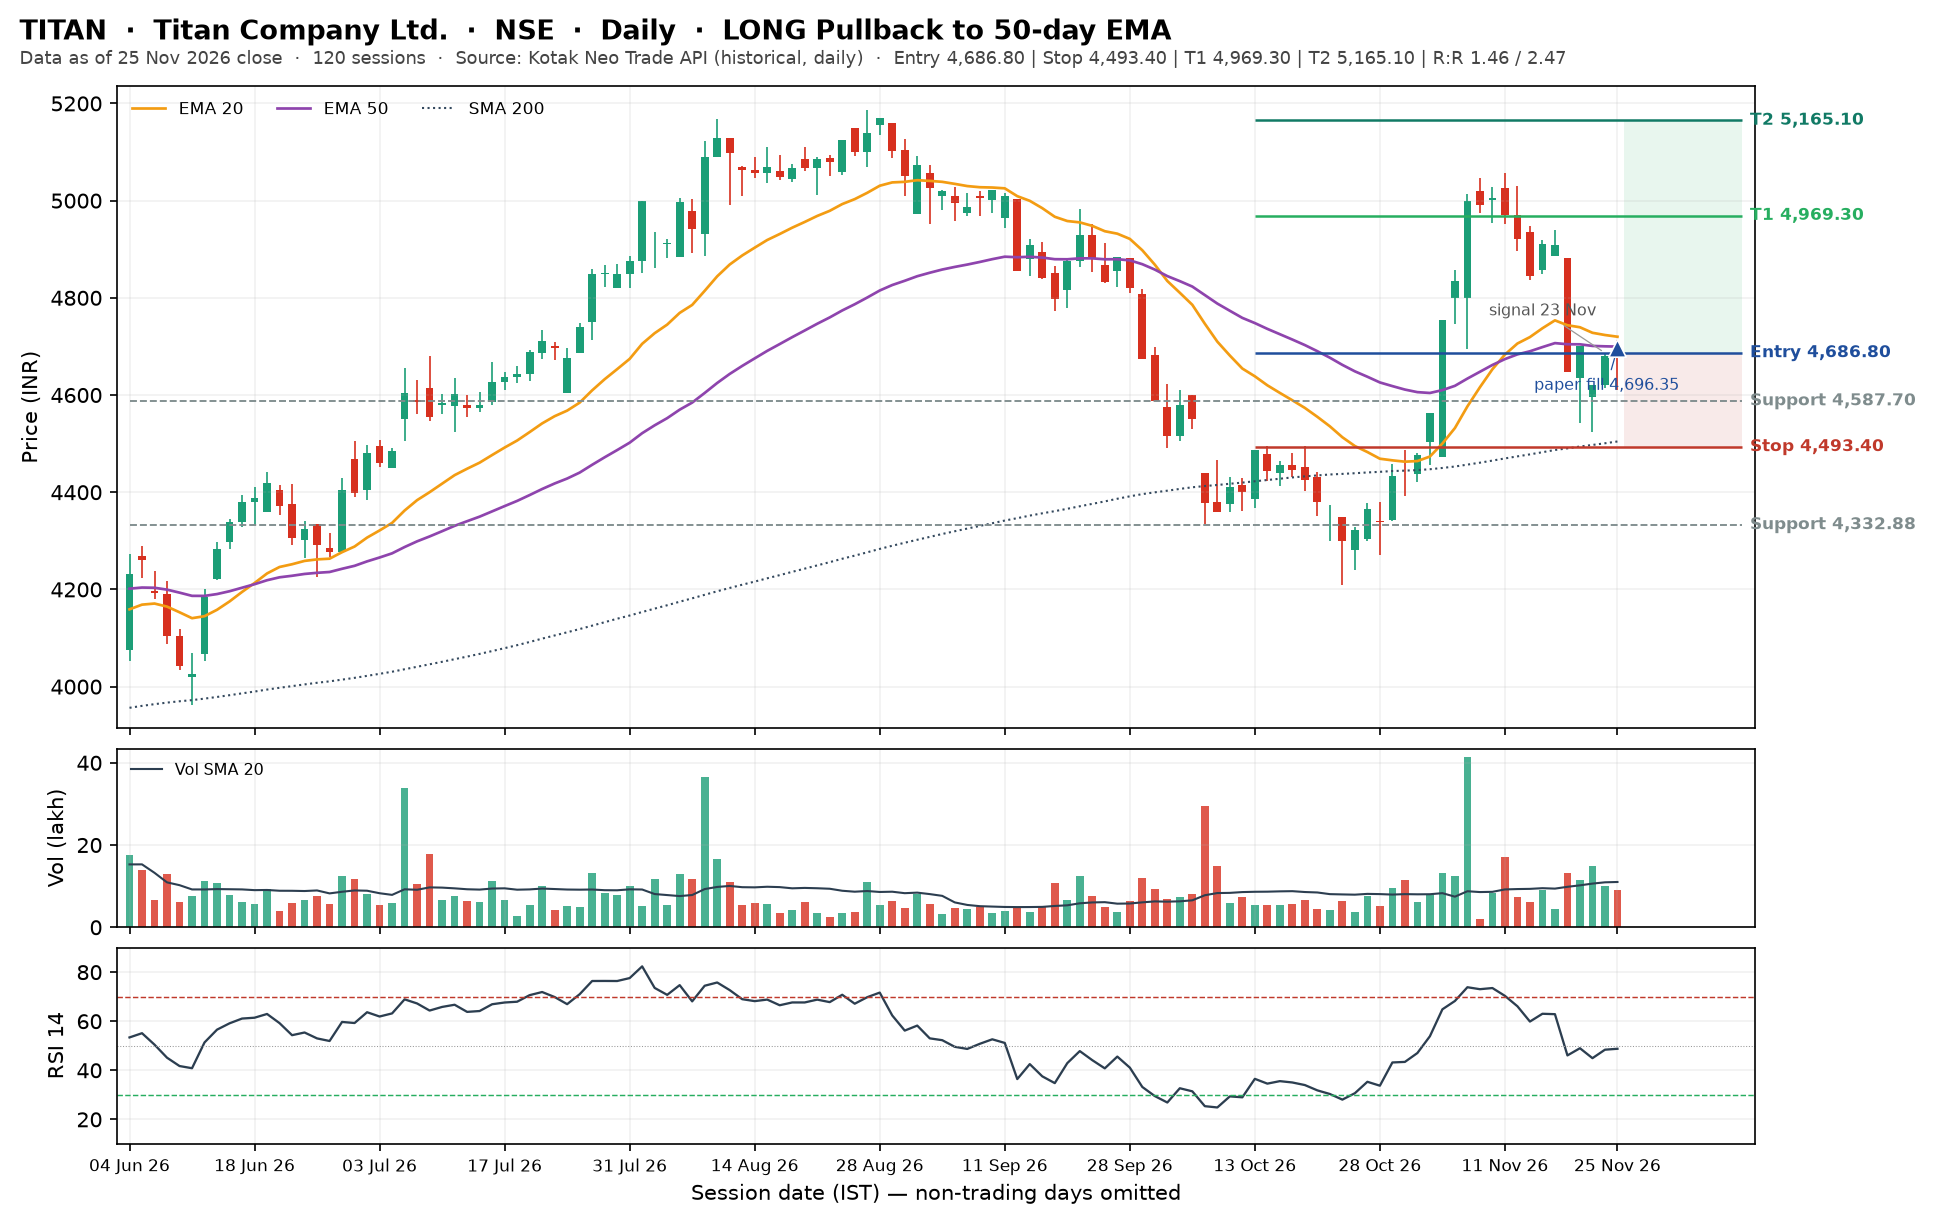 TITAN · Titan Company Ltd. · NSE · Daily · LONG Pullback to 50-day EMA
Data as of 25 Nov 2026 close · 120 sessions · Source: Kotak Neo Trade API (historical, daily) · Entry 4,686.80 | Stop 4,493.40 | T1 4,969.30 | T2 5,165.10 | R:R 1.46 / 2.47
EMA 20 EMA 50 SMA 200
Price (INR)
5200
5000
4800
4600
4400
4200
4000
T2 5,165.10
T1 4,969.30
signal 23 Nov
Entry 4,686.80
paper fill 4,696.35
Support 4,587.70
Stop 4,493.40
Support 4,332.88
Vol SMA 20
Vol (lakh)
40
20
0
RSI 14
80
60
40
20
04 Jun 26 18 Jun 26 03 Jul 26 17 Jul 26 31 Jul 26 14 Aug 26 28 Aug 26 11 Sep 26 28 Sep 26 13 Oct 26 28 Oct 26 11 Nov 26 25 Nov 26
Session date (IST) — non-trading days omitted